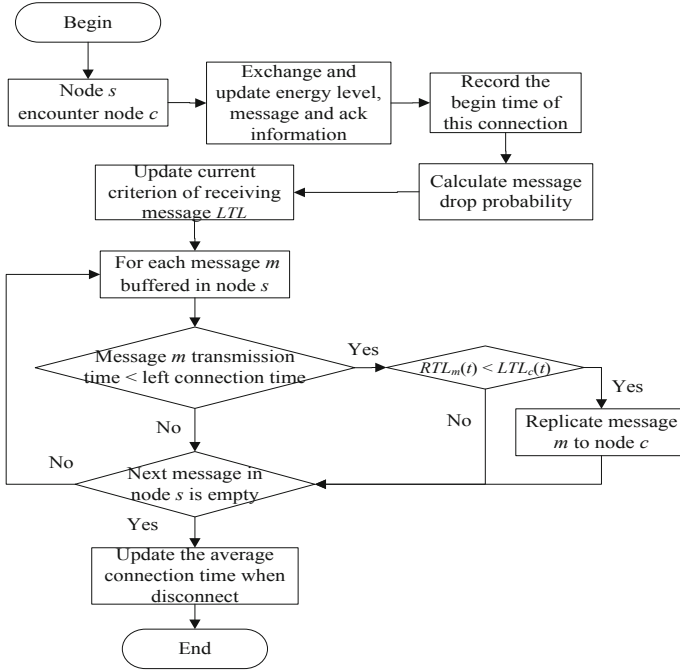 Begin
Node s
encounter node c
Exchange and
update energy level,
message and ack
information
Record the
begin time of
this connection
Calculate message
drop probability
Update current
criterion of receiving
message LTL
For each message m
buffered in node s
Message m transmission
time < left connection time
Yes
RTLm(t) < LTLc(t)
Yes
No
No
Replicate message
m to node c
No
Next message in
node s is empty
Yes
Update the average
connection time when
disconnect
End